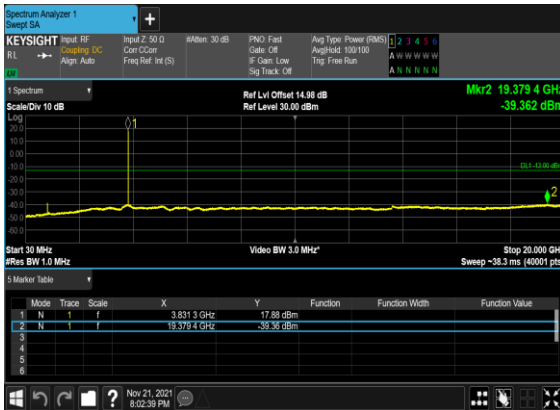 Spectrum Analyzer 1
Swept SA
KEYSIGHT Input: RF Input Z: 50 Ω #Atten: 30 dB PNO: Fast Avg Type: Power (RMS) 1 2 3 4 5 6
RL Coupling: DC Corr CCorr Gate: Off Avg|Hold: 100/100 A W W W W W
Align: Auto Freq Ref: Int (S) IF Gain: Low Trig: Free Run
Sig Track: Off A N N N N N
1 Spectrum Ref Lvl Offset 14.98 dB Mkr2 19.379 4 GHz
Scale/Div 10 dB Ref Level 30.00 dBm -39.362 dBm
Log
1
20.0
10.0
0.00
-10.0
DL1 -13.00 dBm
-20.0
-30.0
2
-40.0
-50.0
-60.0
Start 30 MHz Video BW 3.0 MHz* Stop 20.000 GHz
#Res BW 1.0 MHz Sweep ~38.3 ms (40001 pts)
5 Marker Table
Mode Trace Scale X Y Function Function Width Function Value
1 N 1 f 3.831 3 GHz 17.88 dBm
2 N 1 f 19.379 4 GHz -39.36 dBm
3
4
5
6
? Nov 21, 2021
8:02:39 PM